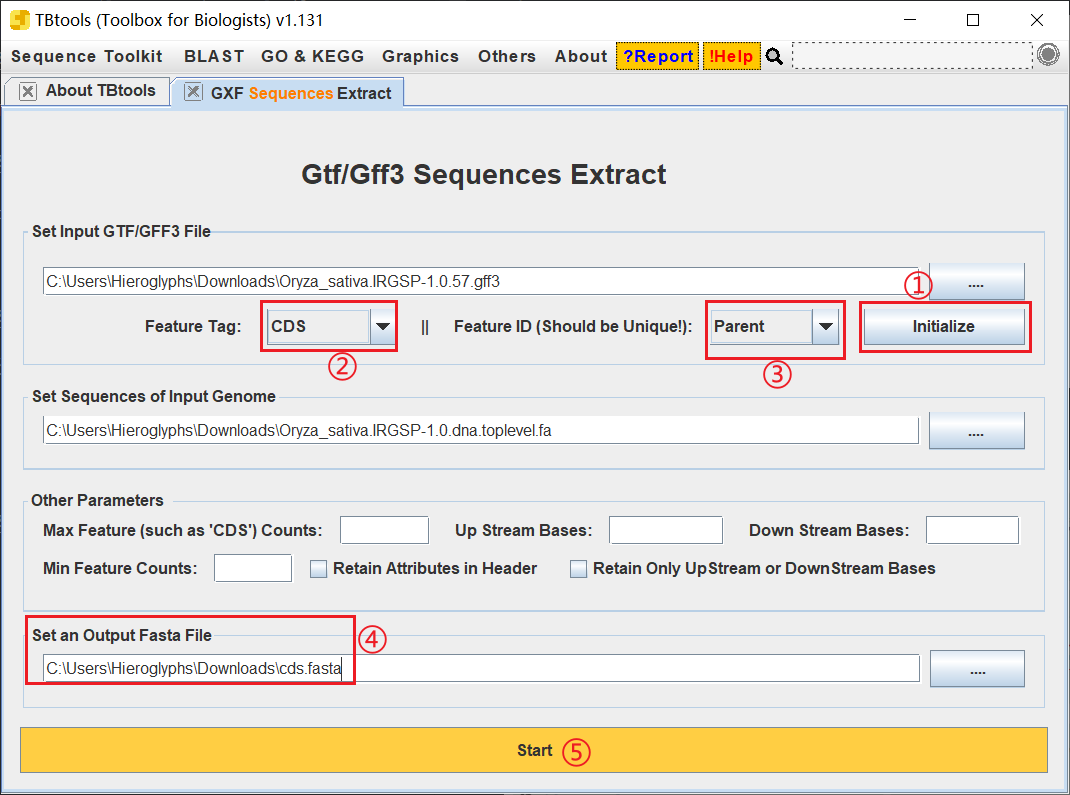 TBtools (Toolbox for Biologists) v1.131
Sequence Toolkit BLAST GO & KEGG Graphics Others About ?Report !Help
About TBtools GXF Sequences Extract
Gtf/Gff3 Sequences Extract
Set Input GTF/GFF3 File
C:\Users\Hieroglyphs\Downloads\Oryza_sativa.IRGSP-1.0.57.gff3 ① ....
Feature Tag: CDS || Feature ID (Should be Unique!): Parent Initialize
② ③
Set Sequences of Input Genome
C:\Users\Hieroglyphs\Downloads\Oryza_sativa.IRGSP-1.0.dna.toplevel.fa ....
Other Parameters
Max Feature (such as 'CDS') Counts: Up Stream Bases: Down Stream Bases:
Min Feature Counts: Retain Attributes in Header Retain Only UpStream or DownStream Bases
Set an Output Fasta File ④
C:\Users\Hieroglyphs\Downloads\cds.fasta ....
Start ⑤